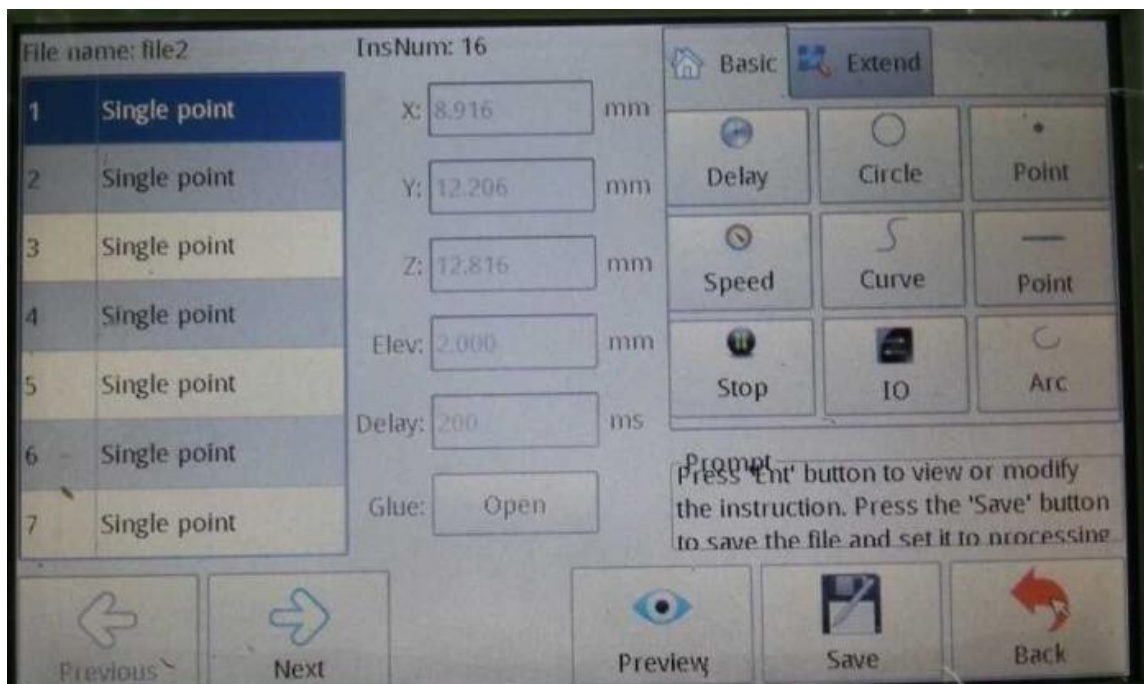 File name: file2
InsNum: 16
Basic
Extend
1 Single point
2 Single point
3 Single point
4 Single point
5 Single point
6 Single point
7 Single point
X: 8.916 mm
Y: 12.206 mm
Z: 12.816 mm
Elev: 2.000 mm
Delay: 200 ms
Glue: Open
Delay Circle Point
Speed Curve Point
Stop IO Arc
Prompt
Press 'Ent' button to view or modify
the instruction. Press the 'Save' button
to save the file and set it to processing
Previous Next Preview Save Back